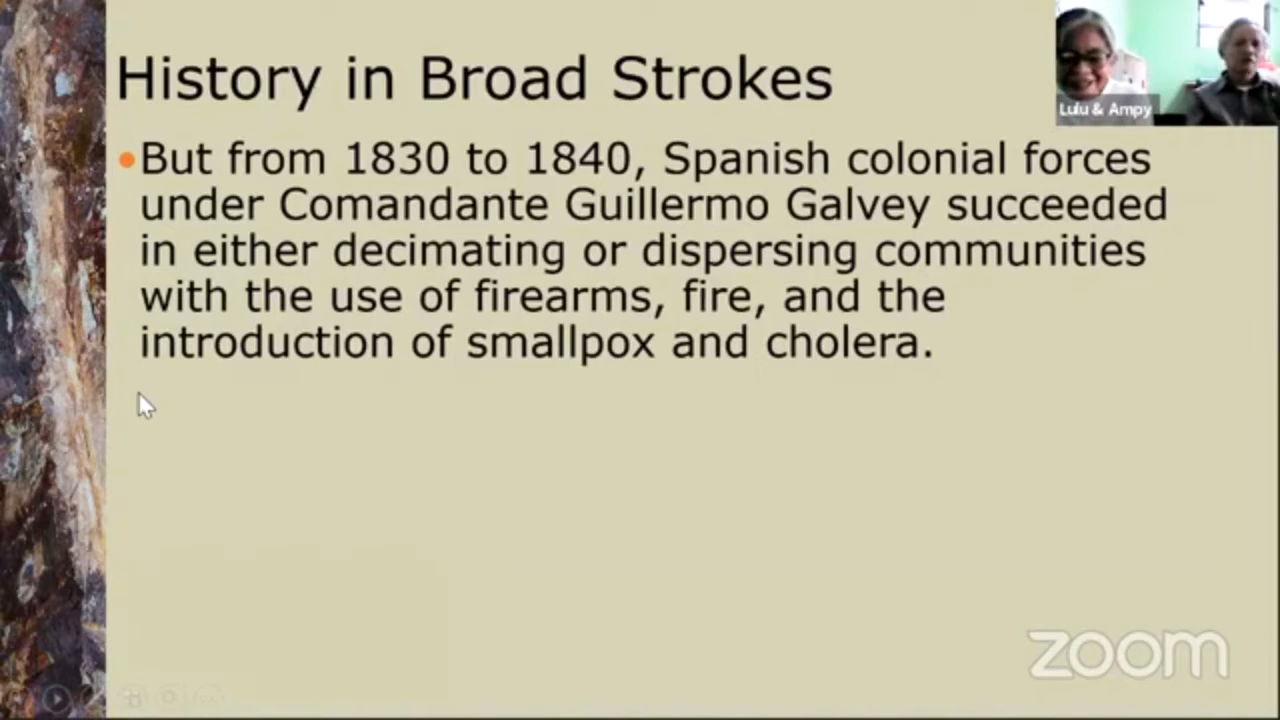 History in Broad Strokes
Lulu & Ampy
•But from 1830 to 1840, Spanish colonial forces
under Comandante Guillermo Galvey succeeded
in either decimating or dispersing communities
with the use of firearms, fire, and the
introduction of smallpox and cholera.
zoom